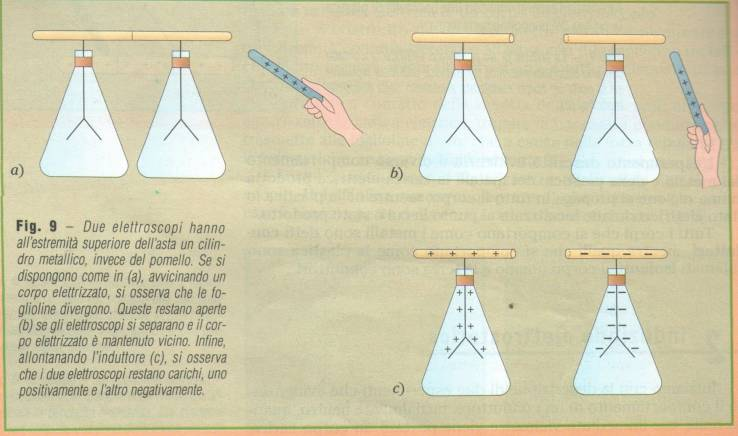 a)
b)
Fig. 9 – Due elettroscopi hanno
all'estremità superiore dell'asta un cilin-
dro metallico, invece del pomello. Se si
dispongono come in (a), avvicinando un
corpo elettrizzato, si osserva che le fo-
glioline divergono. Queste restano aperte
(b) se gli elettroscopi si separano e il cor-
po elettrizzato è mantenuto vicino. Infine,
allontanando l'induttore (c), si osserva
che i due elettroscopi restano carichi, uno
positivamente e l'altro negativamente.
c)